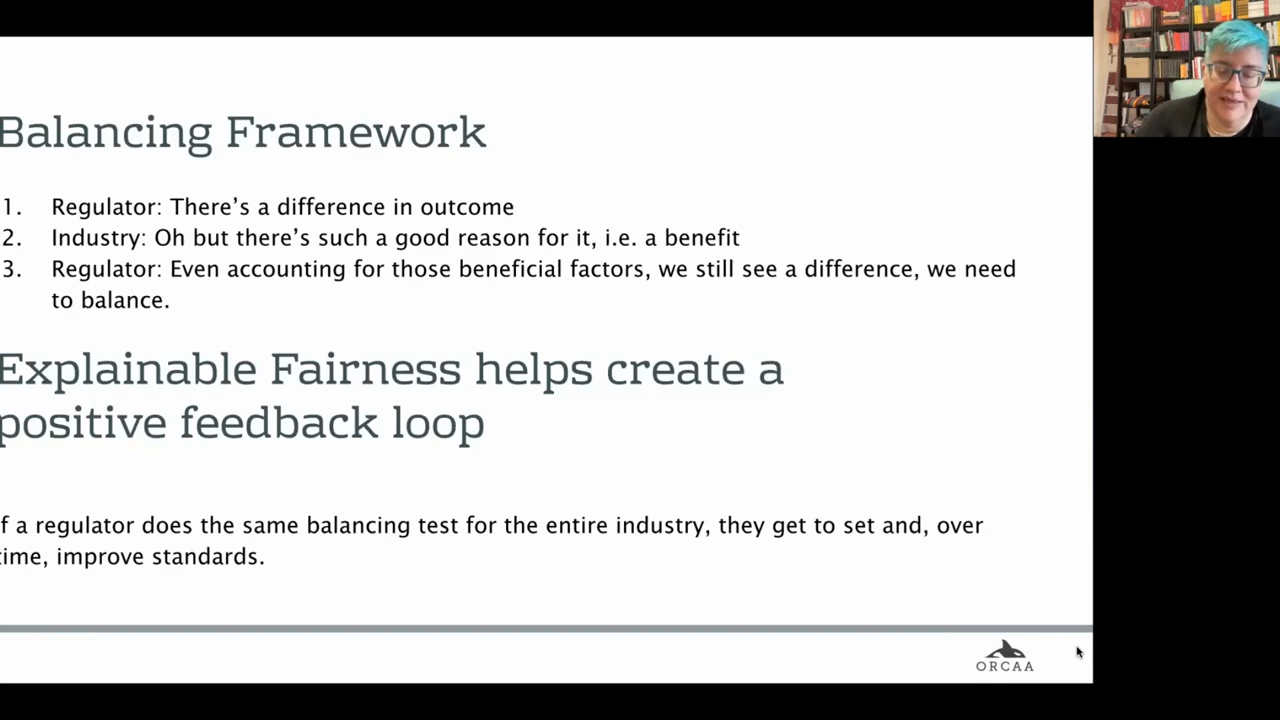 Balancing Framework
1. Regulator: There's a difference in outcome
2. Industry: Oh but there's such a good reason for it, i.e. a benefit
3. Regulator: Even accounting for those beneficial factors, we still see a difference, we need
to balance.
Explainable Fairness helps create a
positive feedback loop
f a regulator does the same balancing test for the entire industry, they get to set and, over
time, improve standards.
ORCAA